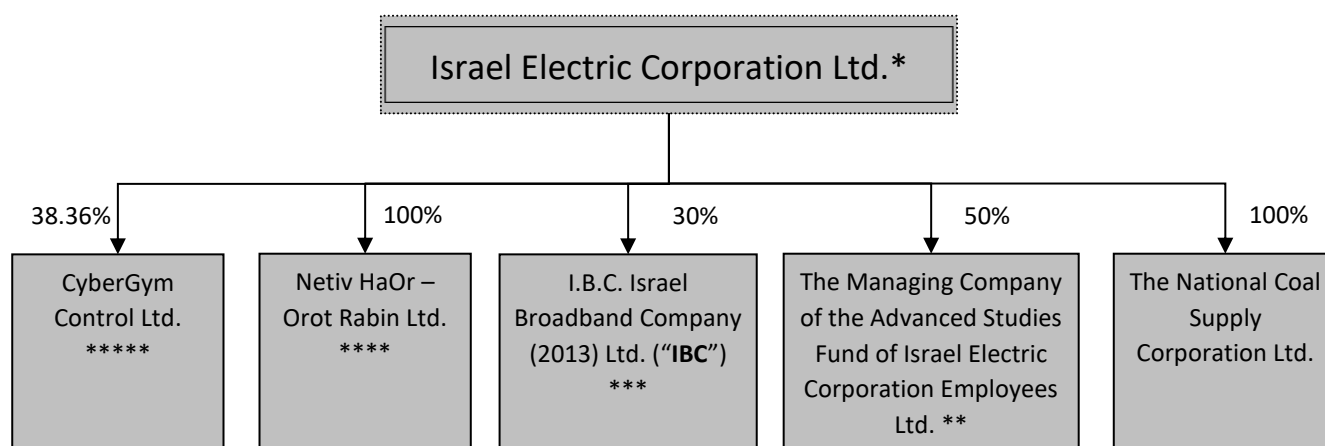 Israel Electric Corporation Ltd.*
38.36%
100%
30%
50%
100%
CyberGym
Control Ltd.
*****
Netiv HaOr –
Orot Rabin Ltd.
****
I.B.C. Israel
Broadband Company
(2013) Ltd. (“IBC”)
***
The Managing Company
of the Advanced Studies
Fund of Israel Electric
Corporation Employees
Ltd. **
The National Coal
Supply
Corporation Ltd.